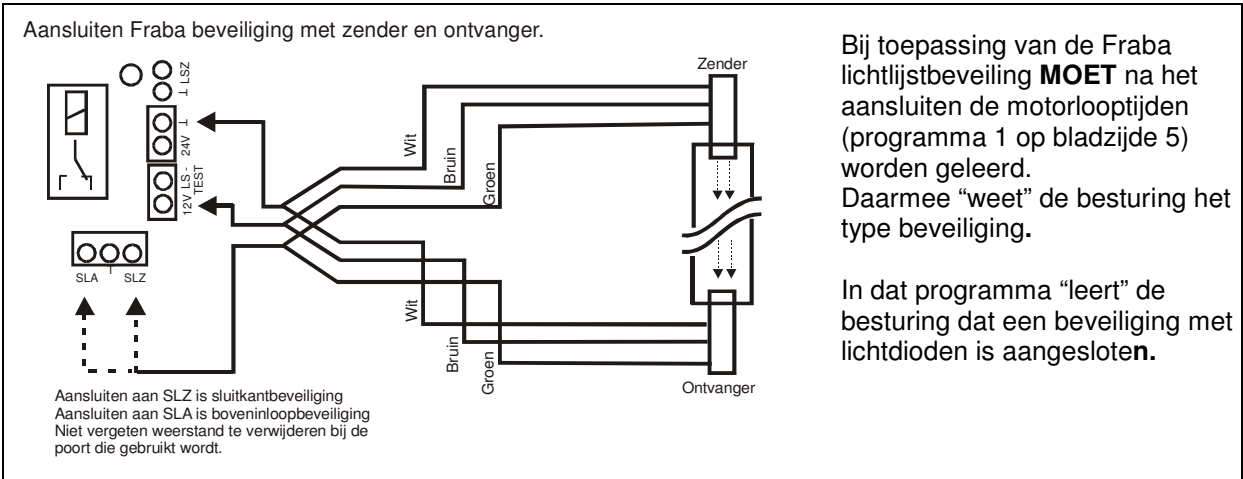 Aansluiten Fraba beveiliging met zender en ontvanger.
⊥ LSZ
⊥
24V
12V LS -
TEST
SLA
SLZ
Zender
Wit
Bruin
Groen
Wit
Bruin
Groen
Ontvanger
Aansluiten aan SLZ is sluitkantbeveiliging
Aansluiten aan SLA is boveninloopbeveiliging
Niet vergeten weerstand te verwijderen bij de
poort die gebruikt wordt.
Bij toepassing van de Fraba
lichtlijstbeveiling MOET na het
aansluiten de motorlooptijden
(programma 1 op bladzijde 5)
worden geleerd.
Daarmee “weet” de besturing het
type beveiliging.
In dat programma “leert” de
besturing dat een beveiliging met
lichtdioden is aangesloten.